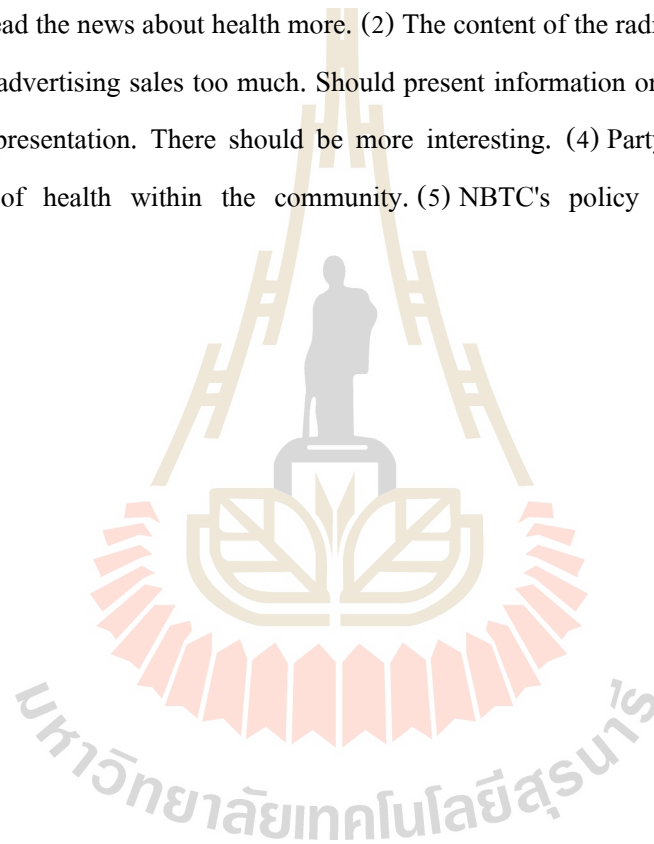 ead the news about health more. (2) The content of the radi
advertising sales too much. Should present information or
presentation. There should be more interesting. (4) Party
of health within the community. (5) NBTC's policy
มหาวิทยาลัยเทคโนโลยีสุรนารี